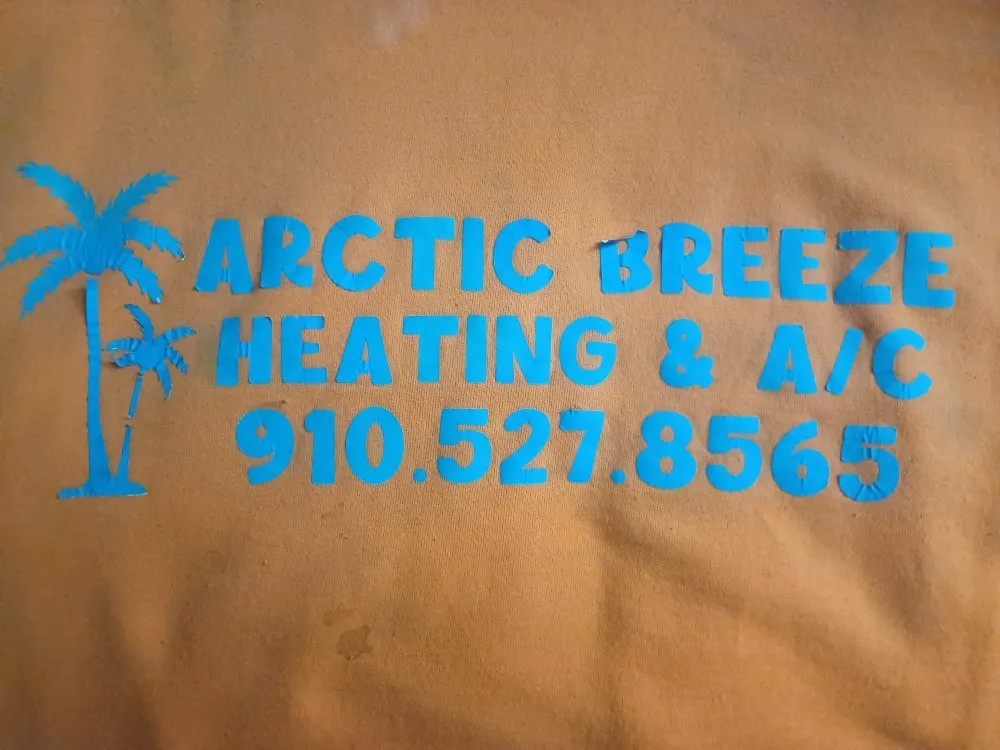 ARCTIC BREEZE
HEATING & A/C
910.527.8565